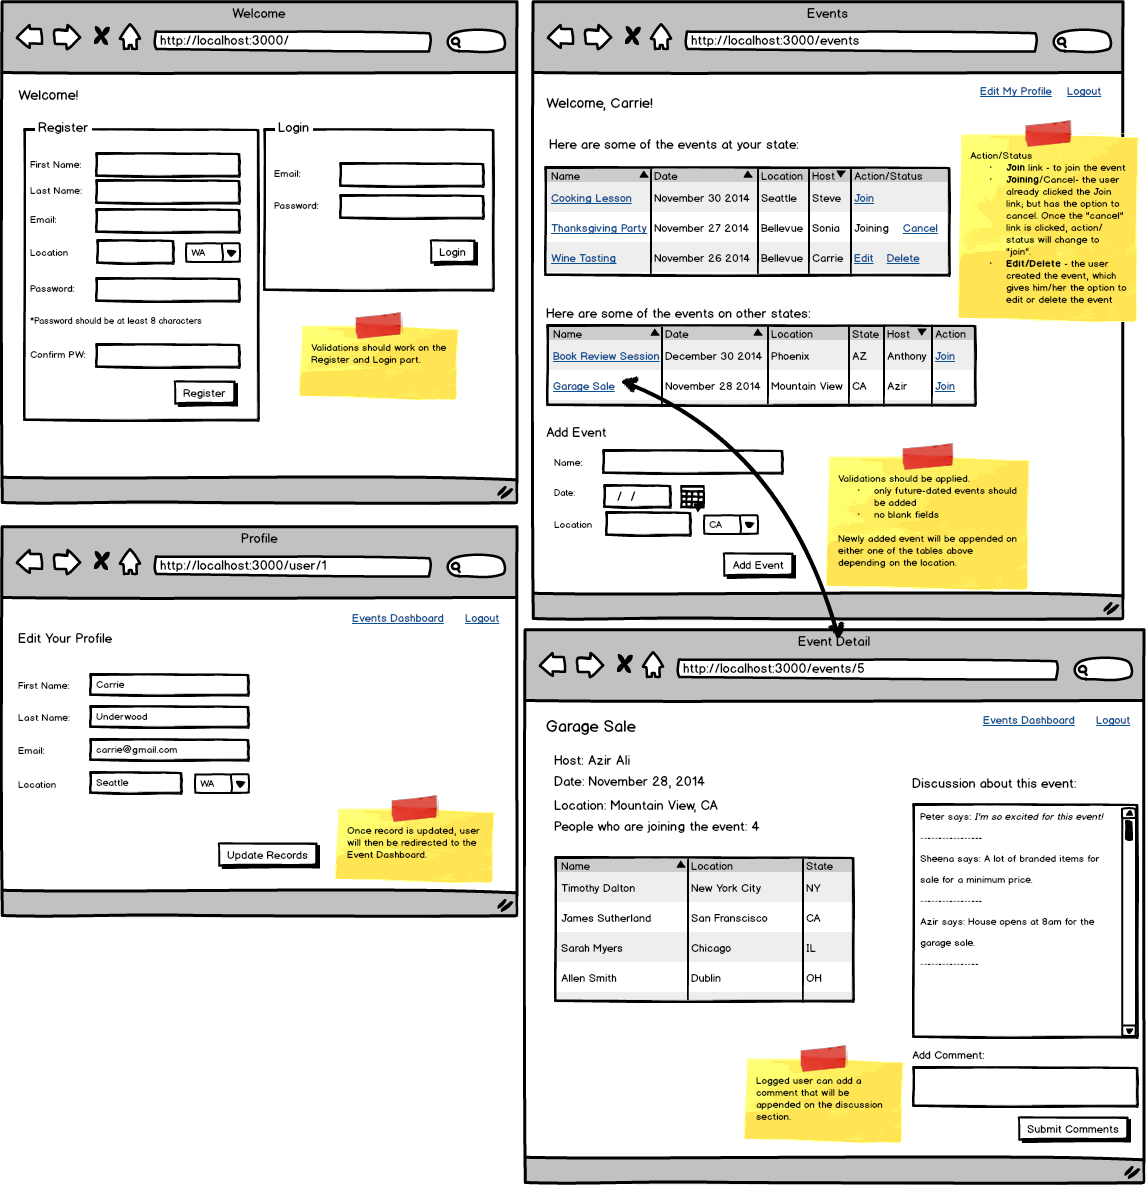 Welcome
http://localhost:3000/
Welcome!
Register
First Name:
Last Name:
Email:
Location
WA
Password:
*Password should be at least 8 characters
Confirm PW:
Register
Login
Email:
Password:
Login
Validations should work on the
Register and Login part.
Events
http://localhost:3000/events
Edit My Profile Logout
Welcome, Carrie!
Here are some of the events at your state:
Name Date Location Host Action/Status
Cooking Lesson November 30 2014 Seattle Steve Join
Thanksgiving Party November 27 2014 Bellevue Sonia Joining Cancel
Wine Tasting November 26 2014 Bellevue Carrie Edit Delete
Action/Status
· Join link - to join the event
· Joining/Cancel- the user
already clicked the Join
link, but has the option to
cancel. Once the "cancel"
link is clicked, action/
status will change to
"join".
· Edit/Delete - the user
created the event, which
gives him/her the option to
edit or delete the event
Here are some of the events on other states:
Name Date Location State Host Action
Book Review Session December 30 2014 Phoenix AZ Anthony Join
Garage Sale November 28 2014 Mountain View CA Azir Join
Add Event
Name:
Date: / /
Location CA
Add Event
Validations should be applied.
· only future-dated events should
be added
· no blank fields
Newly added event will be appended on
either one of the tables above
depending on the location.
Profile
http://localhost:3000/user/1
Events Dashboard Logout
Edit Your Profile
First Name: Carrie
Last Name: Underwood
Email: carrie@gmail.com
Location Seattle WA
Update Records
Once record is updated, user
will then be redirected to the
Event Dashboard.
Event Detail
http://localhost:3000/events/5
Events Dashboard Logout
Garage Sale
Host: Azir Ali
Date: November 28, 2014
Location: Mountain View, CA
People who are joining the event: 4
Name Location State
Timothy Dalton New York City NY
James Sutherland San Franscisco CA
Sarah Myers Chicago IL
Allen Smith Dublin OH
Discussion about this event:
Peter says: I'm so excited for this event!
----------------
Sheena says: A lot of branded items for
sale for a minimum price.
----------------
Azir says: House opens at 8am for the
garage sale.
----------------
Add Comment:
Submit Comments
Logged user can add a
comment that will be
appended on the discussion
section.